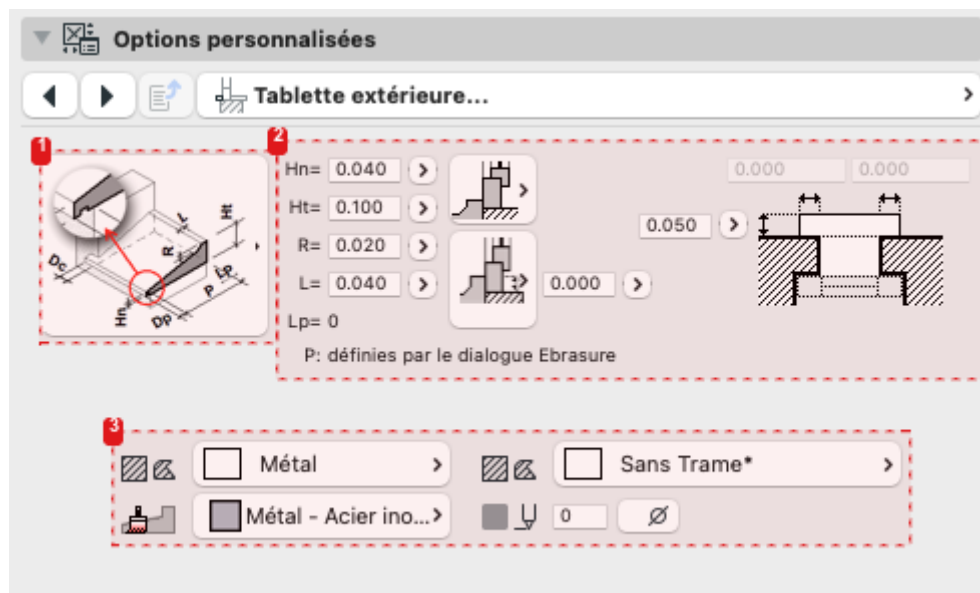 Options personnalisées
Tablette extérieure...
1
2
Hn= 0.040
0.000 0.000
Ht= 0.100
0.050
R= 0.020
L= 0.040
0.000
Lp= 0
P: définies par le dialogue Ebrasure
L
Ht
R
Lp
P
Dc
Hn
Dp
3
Métal
Sans Trame*
Métal - Acier ino...
0